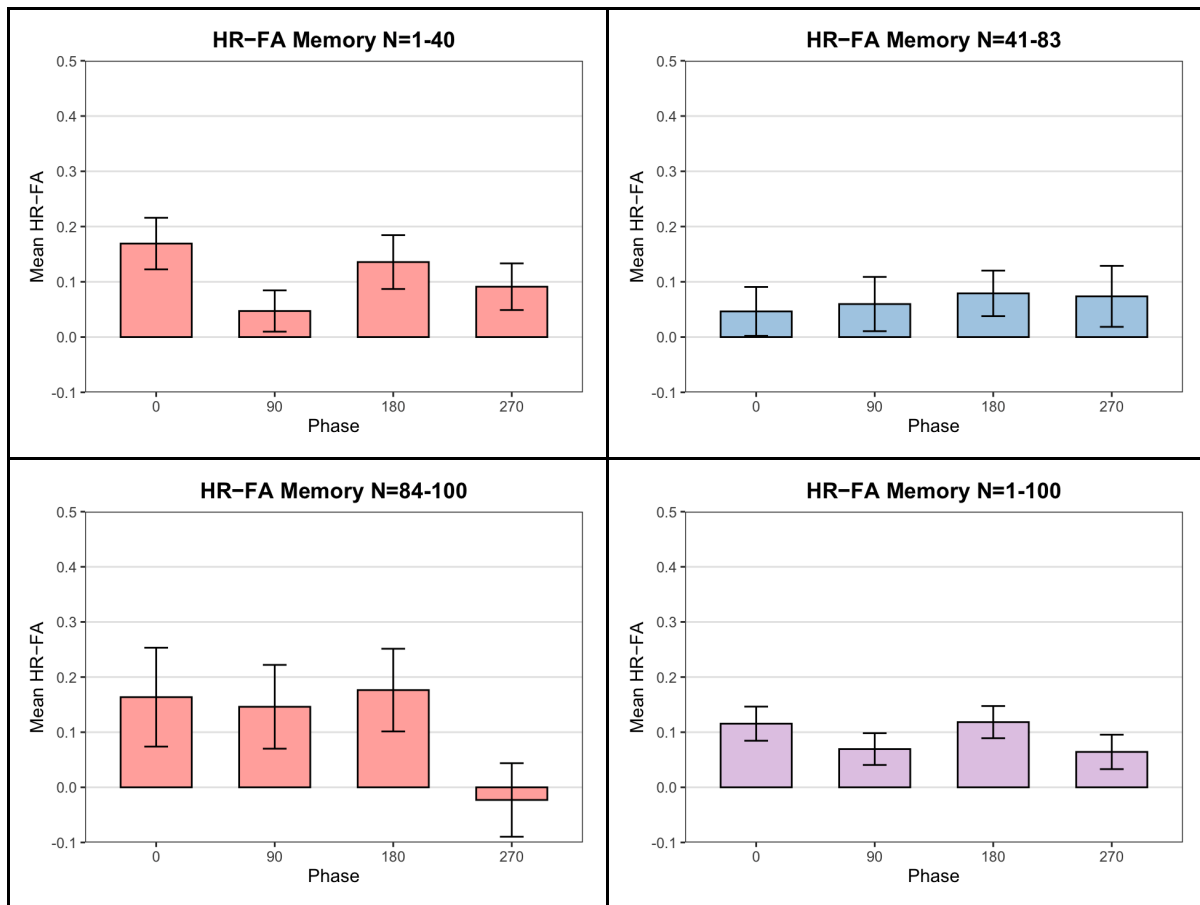 HR−FA Memory N=1-40
Mean HR−FA
0.5
0.4
0.3
0.2
0.1
0.0
-0.1
0 90 180 270
Phase
HR−FA Memory N=41-83
Mean HR−FA
0.5
0.4
0.3
0.2
0.1
0.0
-0.1
0 90 180 270
Phase
HR−FA Memory N=84-100
Mean HR−FA
0.5
0.4
0.3
0.2
0.1
0.0
-0.1
0 90 180 270
Phase
HR−FA Memory N=1-100
Mean HR−FA
0.5
0.4
0.3
0.2
0.1
0.0
-0.1
0 90 180 270
Phase